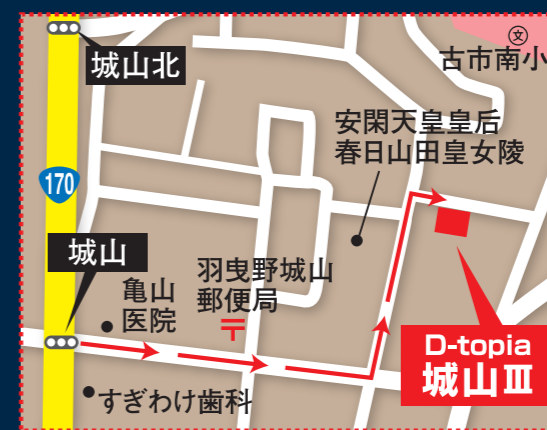 城山北
文
古市南小
安閑天皇皇后
春日山田皇女陵
170
城山
亀山
医院
羽曳野城山
郵便局
〒
すぎわけ歯科
D-topia
城山Ⅲ